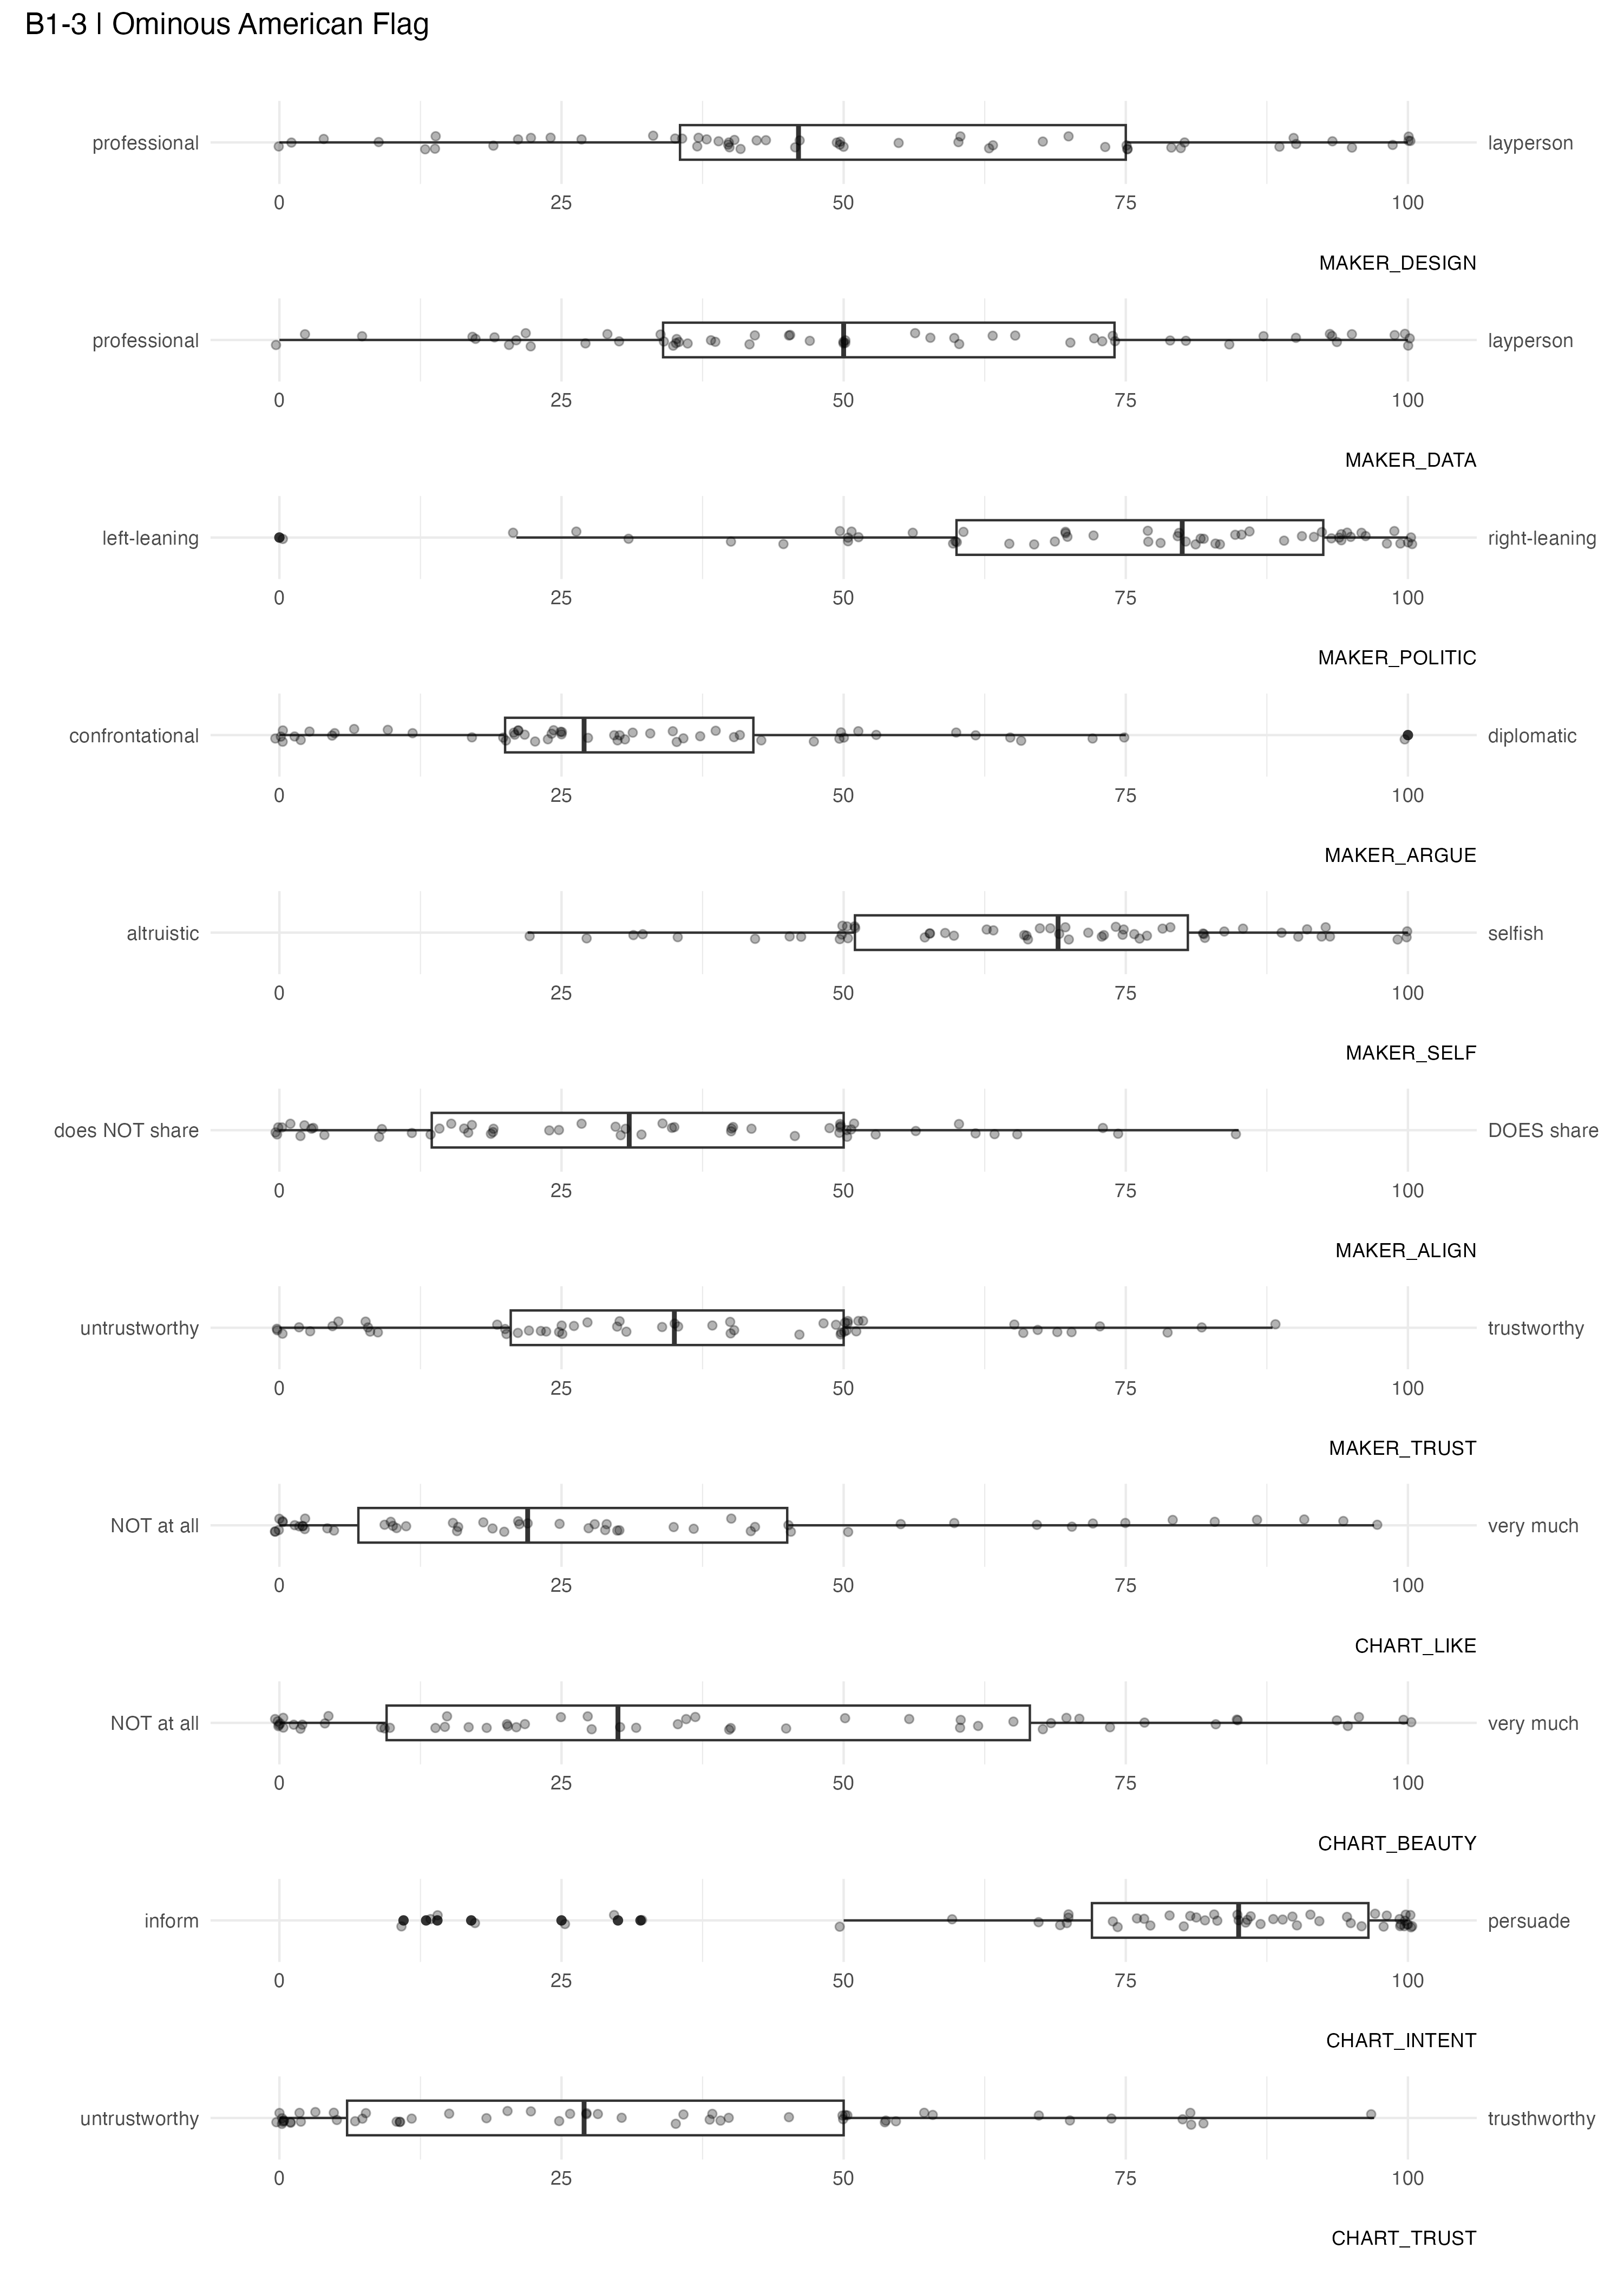 B1-3 | Ominous American Flag
professional layperson
0 25 50 75 100
MAKER_DESIGN
professional layperson
0 25 50 75 100
MAKER_DATA
left-leaning right-leaning
0 25 50 75 100
MAKER_POLITIC
confrontational diplomatic
0 25 50 75 100
MAKER_ARGUE
altruistic selfish
0 25 50 75 100
MAKER_SELF
does NOT share DOES share
0 25 50 75 100
MAKER_ALIGN
untrustworthy trustworthy
0 25 50 75 100
MAKER_TRUST
NOT at all very much
0 25 50 75 100
CHART_LIKE
NOT at all very much
0 25 50 75 100
CHART_BEAUTY
inform persuade
0 25 50 75 100
CHART_INTENT
untrustworthy trusthworthy
0 25 50 75 100
CHART_TRUST